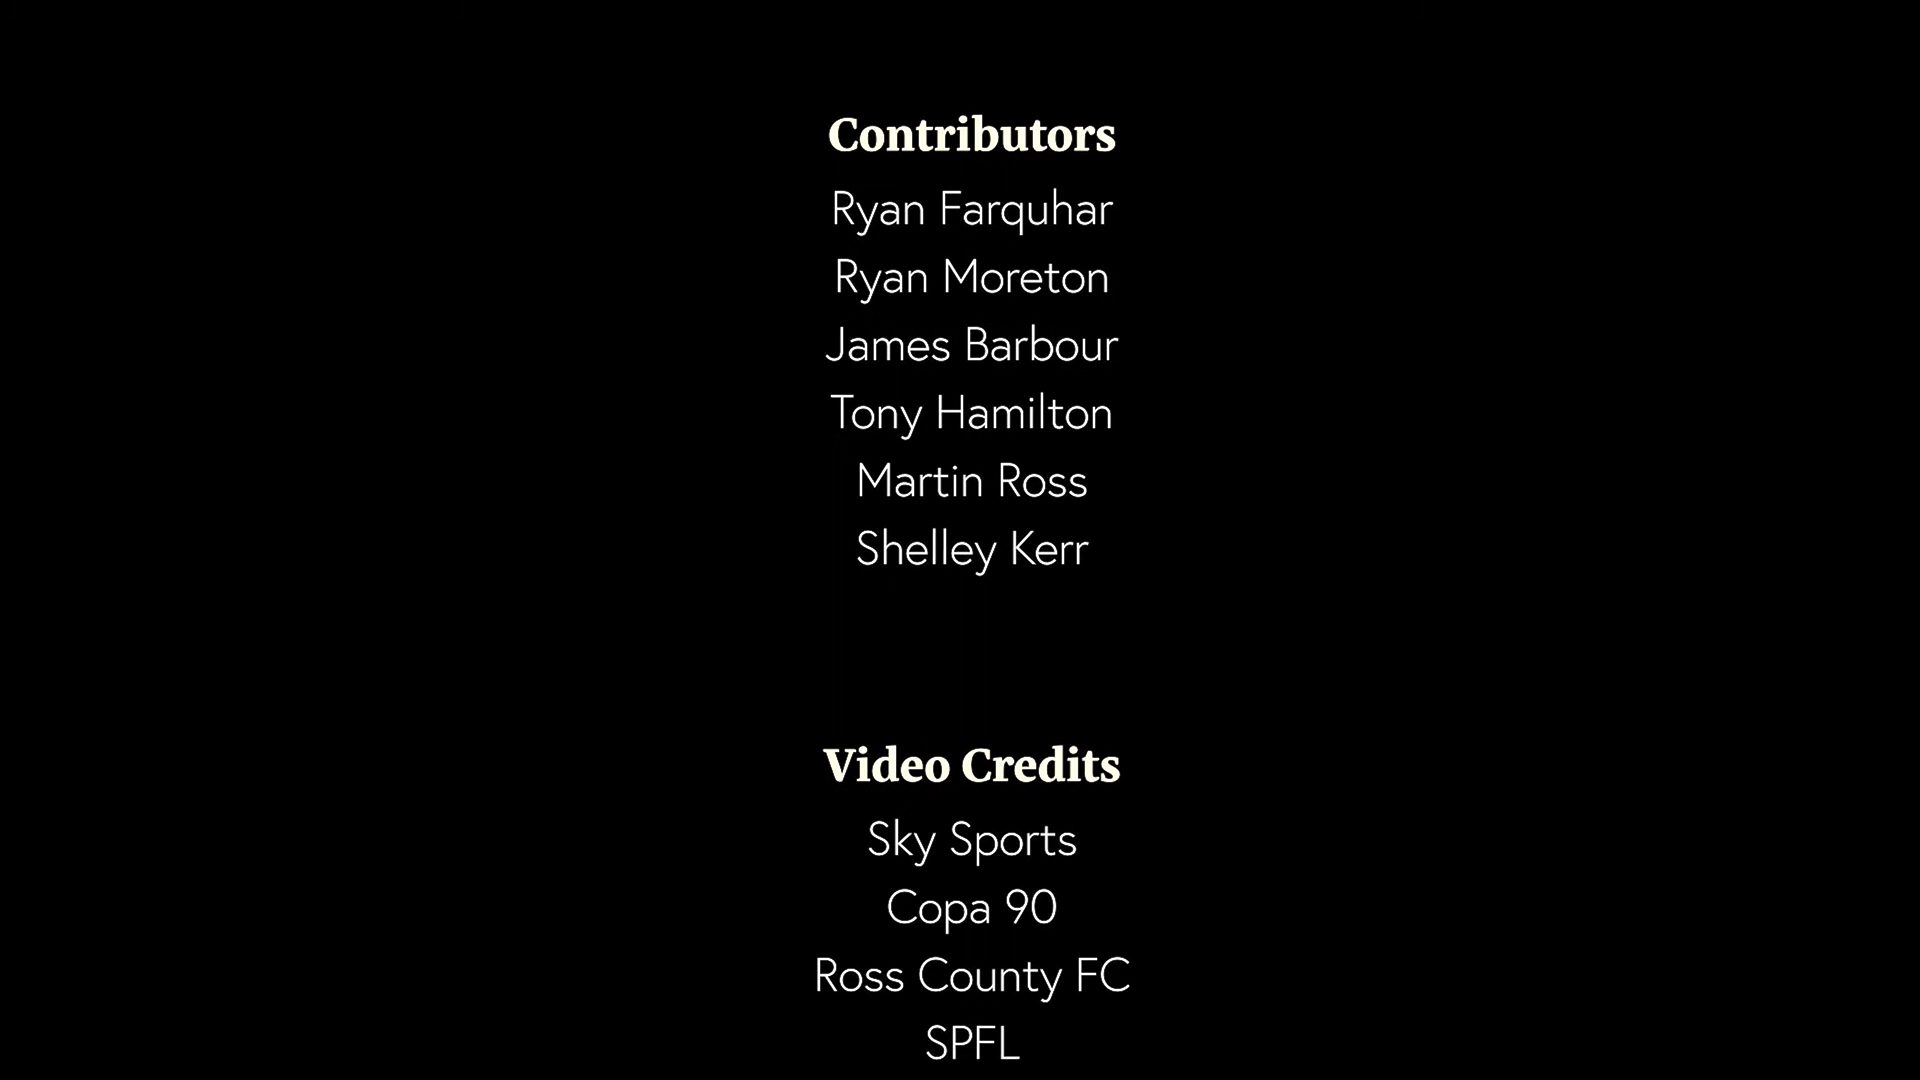 Contributors
Ryan Farquhar
Ryan Moreton
James Barbour
Tony Hamilton
Martin Ross
Shelley Kerr
Video Credits
Sky Sports
Copa 90
Ross County FC
SPFL